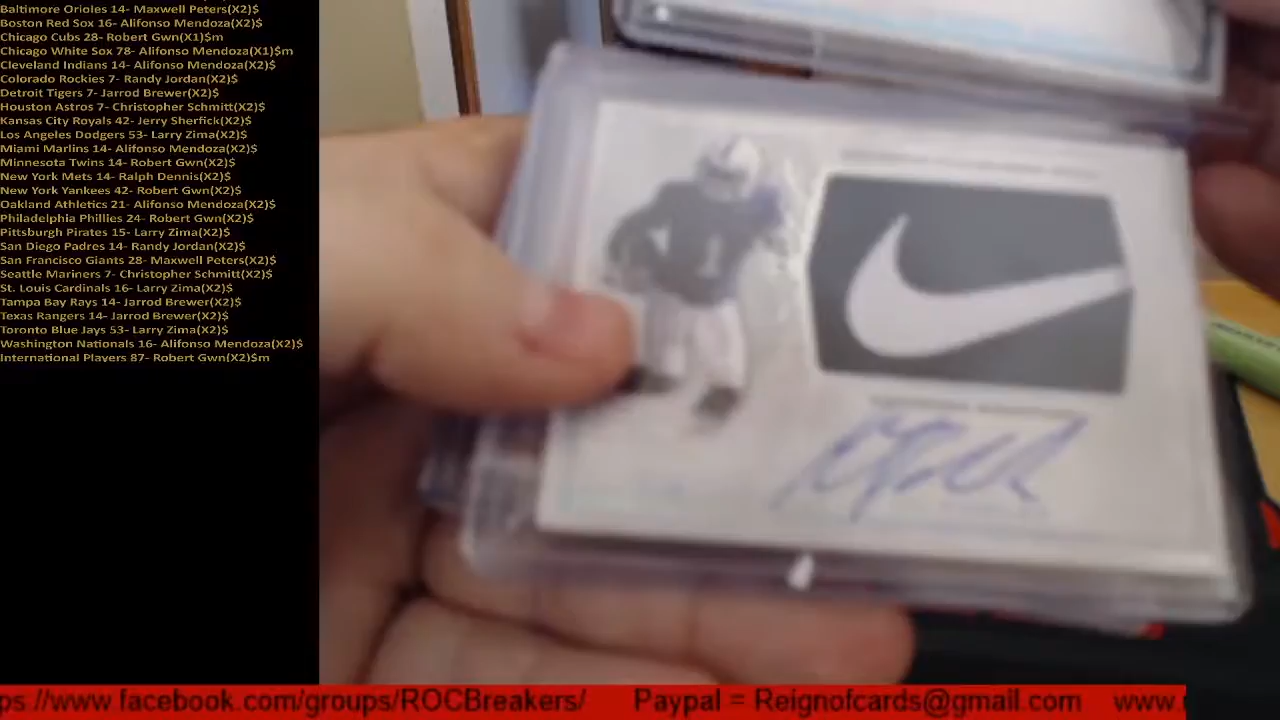 Baltimore Orioles 14- Maxwell Peters(X2)$
Boston Red Sox 16- Alifonso Mendoza(X2)$
Chicago Cubs 28- Robert Gwn(X1)$m
Chicago White Sox 78- Alifonso Mendoza(X1)$m
Cleveland Indians 14- Alifonso Mendoza(X2)$
Colorado Rockies 7- Randy Jordan(X2)$
Detroit Tigers 7- Jarrod Brewer(X2)$
Houston Astros 7- Christopher Schmitt(X2)$
Kansas City Royals 42- Jerry Sherfick(X2)$
Los Angeles Dodgers 53- Larry Zima(X2)$
Miami Marlins 14- Alifonso Mendoza(X2)$
Minnesota Twins 14- Robert Gwn(X2)$
New York Mets 14- Ralph Dennis(X2)$
New York Yankees 42- Robert Gwn(X2)$
Oakland Athletics 21- Alifonso Mendoza(X2)$
Philadelphia Phillies 24- Robert Gwn(X2)$
Pittsburgh Pirates 15- Larry Zima(X2)$
San Diego Padres 14- Randy Jordan(X2)$
San Francisco Giants 28- Maxwell Peters(X2)$
Seattle Mariners 7- Christopher Schmitt(X2)$
St. Louis Cardinals 16- Larry Zima(X2)$
Tampa Bay Rays 14- Jarrod Brewer(X2)$
Texas Rangers 14- Jarrod Brewer(X2)$
Toronto Blue Jays 53- Larry Zima(X2)$
Washington Nationals 16- Alifonso Mendoza(X2)$
International Players 87- Robert Gwn(X2)$m
1
ps://www.facebook.com/groups/ROCBreakers/ Paypal = Reignofcards@gmail.com www.